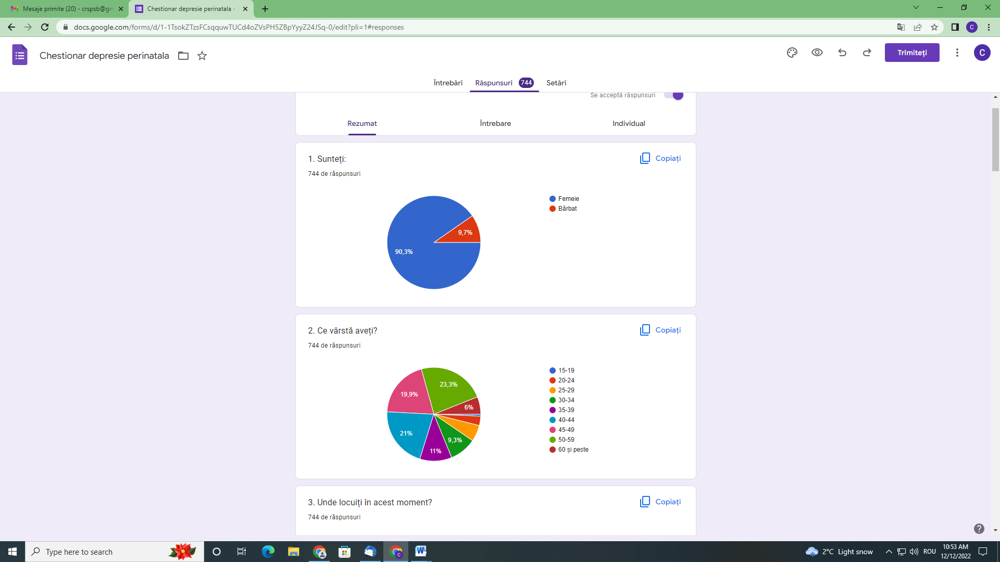 Mesaje primite (20) - crspsb@gm
Chestionar depresie perinatala -
docs.google.com/forms/d/1-1TsokZTzsFCsqquwTUCd4oZVsPH5ZBpYyyZ24JSq-0/edit?pli=1#responses
C
Chestionar depresie perinatala
Trimiteți
C
Întrebări
Răspunsuri 744
Setări
Se acceptă răspunsuri
Rezumat
Întrebare
Individual
1. Sunteți:
Copiați
744 de răspunsuri
Femeie
Bărbat
9,7%
90,3%
2. Ce vârstă aveți?
Copiați
744 de răspunsuri
15-19
20-24
25-29
30-34
35-39
40-44
45-49
50-59
60 și peste
23,3%
19,9%
6%
21%
9,3%
11%
3. Unde locuiți în acest moment?
Copiați
744 de răspunsuri
Type here to search
2°C Light snow
ROU
10:53 AM
12/12/2022